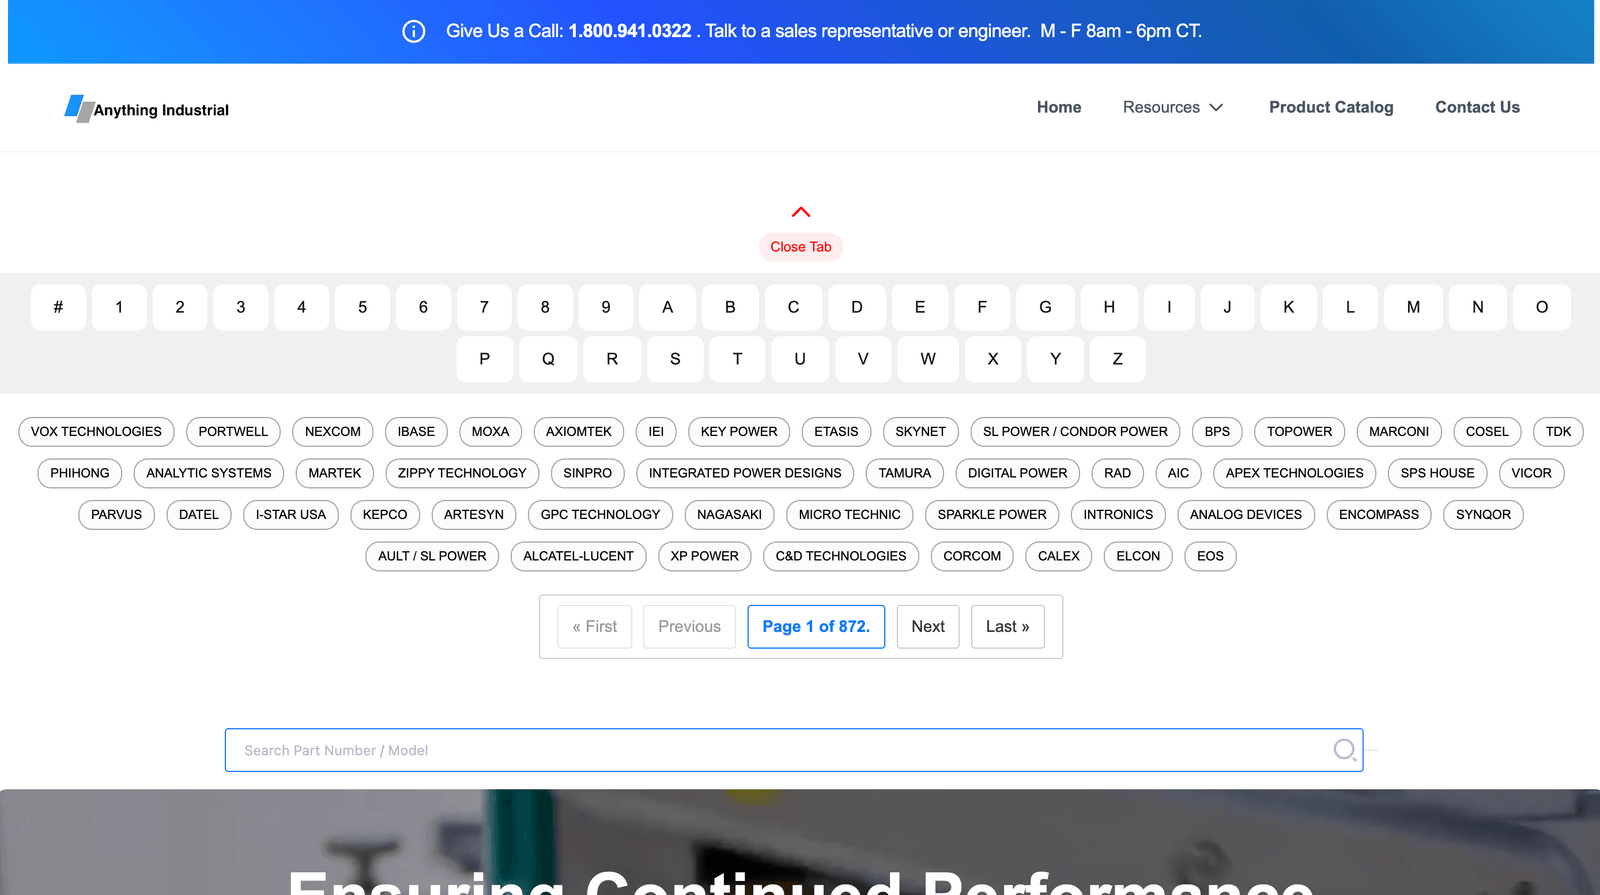 Give Us a Call: 1.800.941.0322 . Talk to a sales representative or engineer.  M - F 8am - 6pm CT.
Anything Industrial
Home Resources Product Catalog Contact Us
Close Tab
# 1 2 3 4 5 6 7 8 9 A B C D E F G H I J K L M N O
P Q R S T U V W X Y Z
VOX TECHNOLOGIES PORTWELL NEXCOM IBASE MOXA AXIOMTEK IEI KEY POWER ETASIS SKYNET SL POWER / CONDOR POWER BPS TOPOWER MARCONI COSEL TDK
PHIHONG ANALYTIC SYSTEMS MARTEK ZIPPY TECHNOLOGY SINPRO INTEGRATED POWER DESIGNS TAMURA DIGITAL POWER RAD AIC APEX TECHNOLOGIES SPS HOUSE VICOR
PARVUS DATEL I-STAR USA KEPCO ARTESYN GPC TECHNOLOGY NAGASAKI MICRO TECHNIC SPARKLE POWER INTRONICS ANALOG DEVICES ENCOMPASS SYNQOR
AULT / SL POWER ALCATEL-LUCENT XP POWER C&D TECHNOLOGIES CORCOM CALEX ELCON EOS
« First Previous Page 1 of 872. Next Last »
Search Part Number / Model
Ensuring Continued Performance